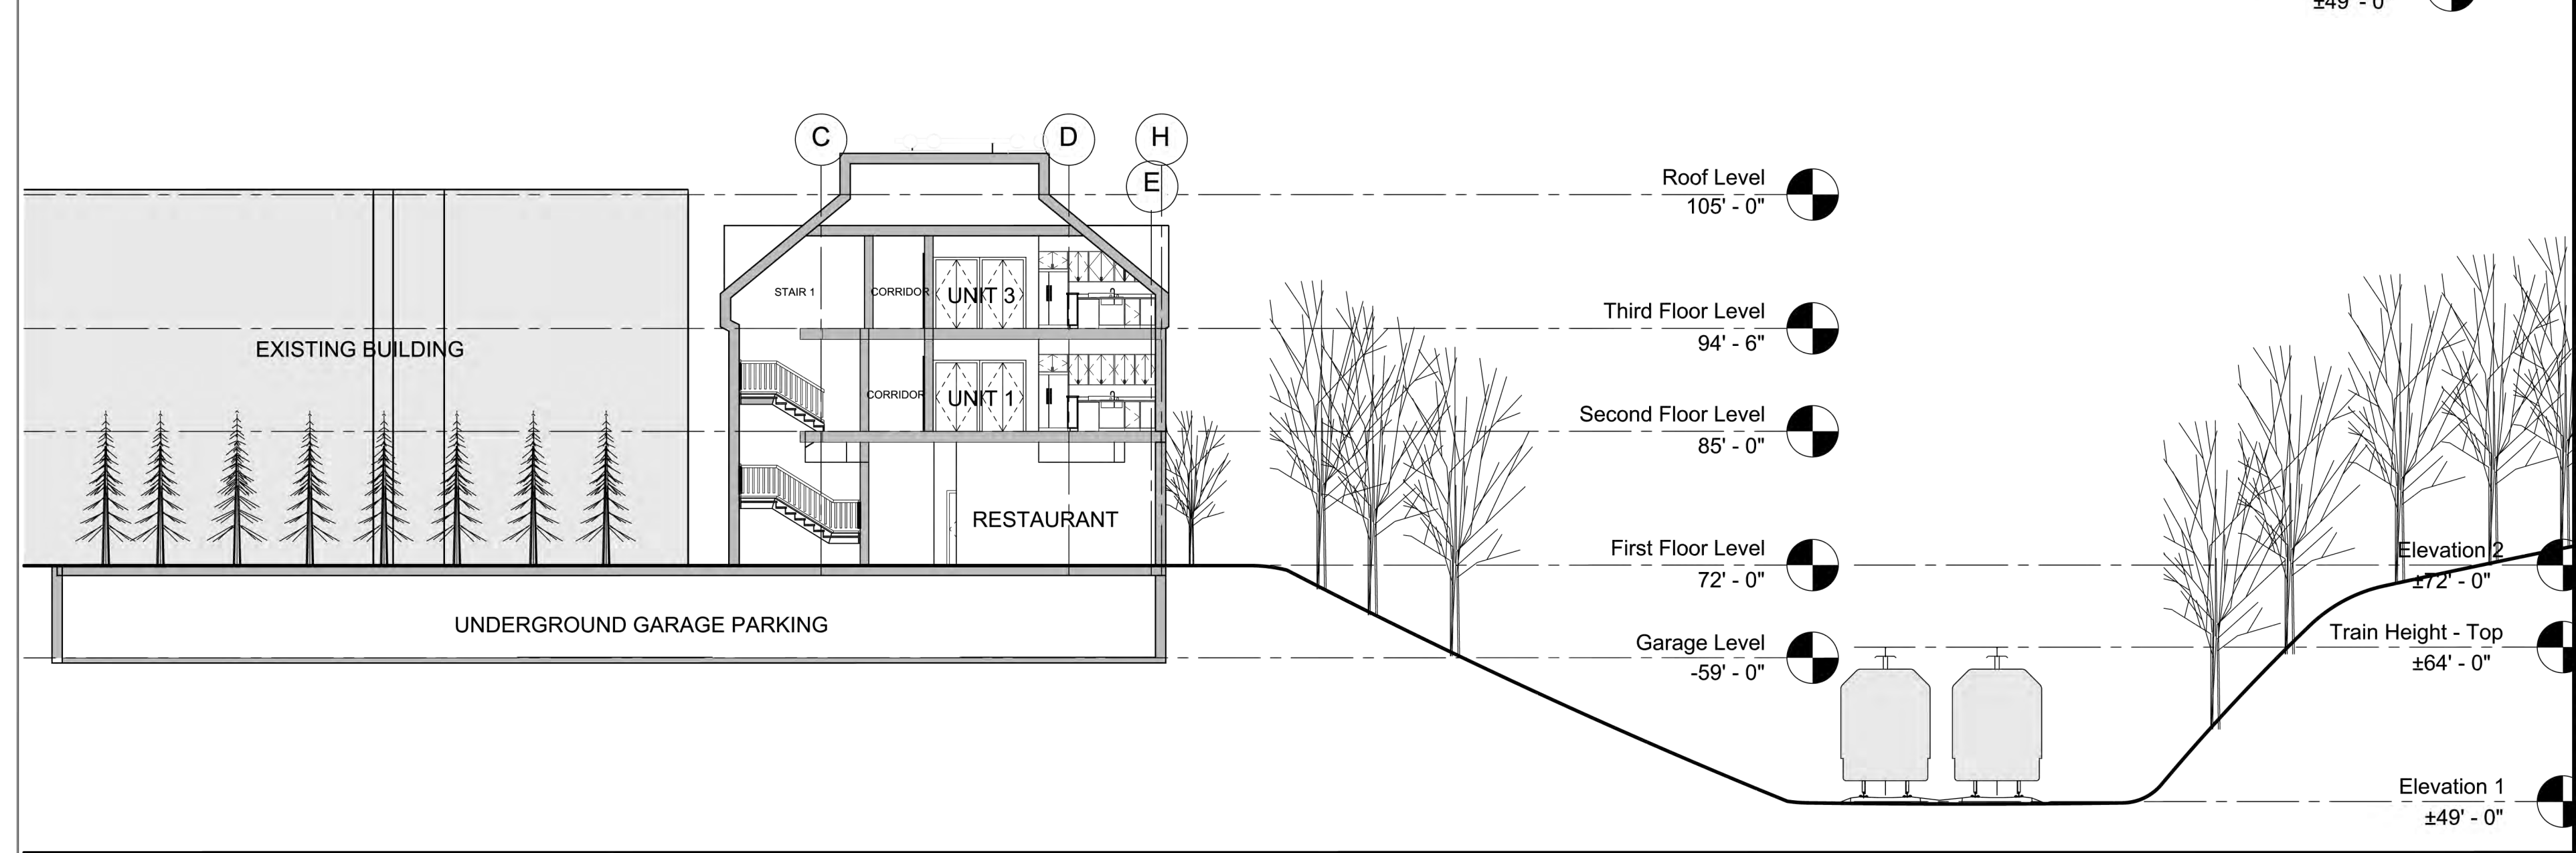 ±49' - 0"
C
D
H
E
Roof Level
105' - 0"
STAIR 1
CORRIDOR
UNIT 3
Third Floor Level
94' - 6"
EXISTING BUILDING
CORRIDOR
UNIT 1
Second Floor Level
85' - 0"
RESTAURANT
First Floor Level
72' - 0"
Elevation 2
±72' - 0"
UNDERGROUND GARAGE PARKING
Garage Level
-59' - 0"
Train Height - Top
±64' - 0"
Elevation 1
±49' - 0"